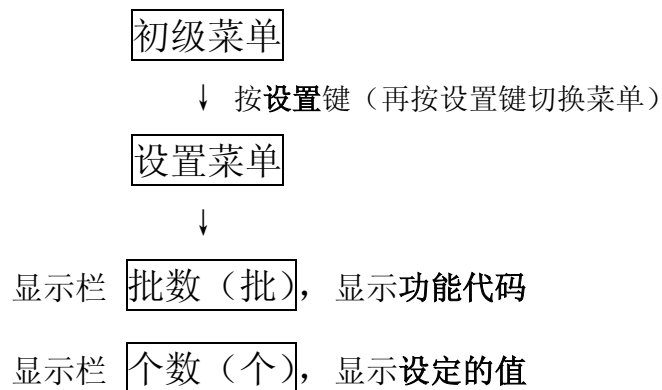 初级菜单
↓ 按设置键（再按设置键切换菜单）
设置菜单
↓
显示栏 批数（批），显示功能代码
显示栏 个数（个），显示设定的值